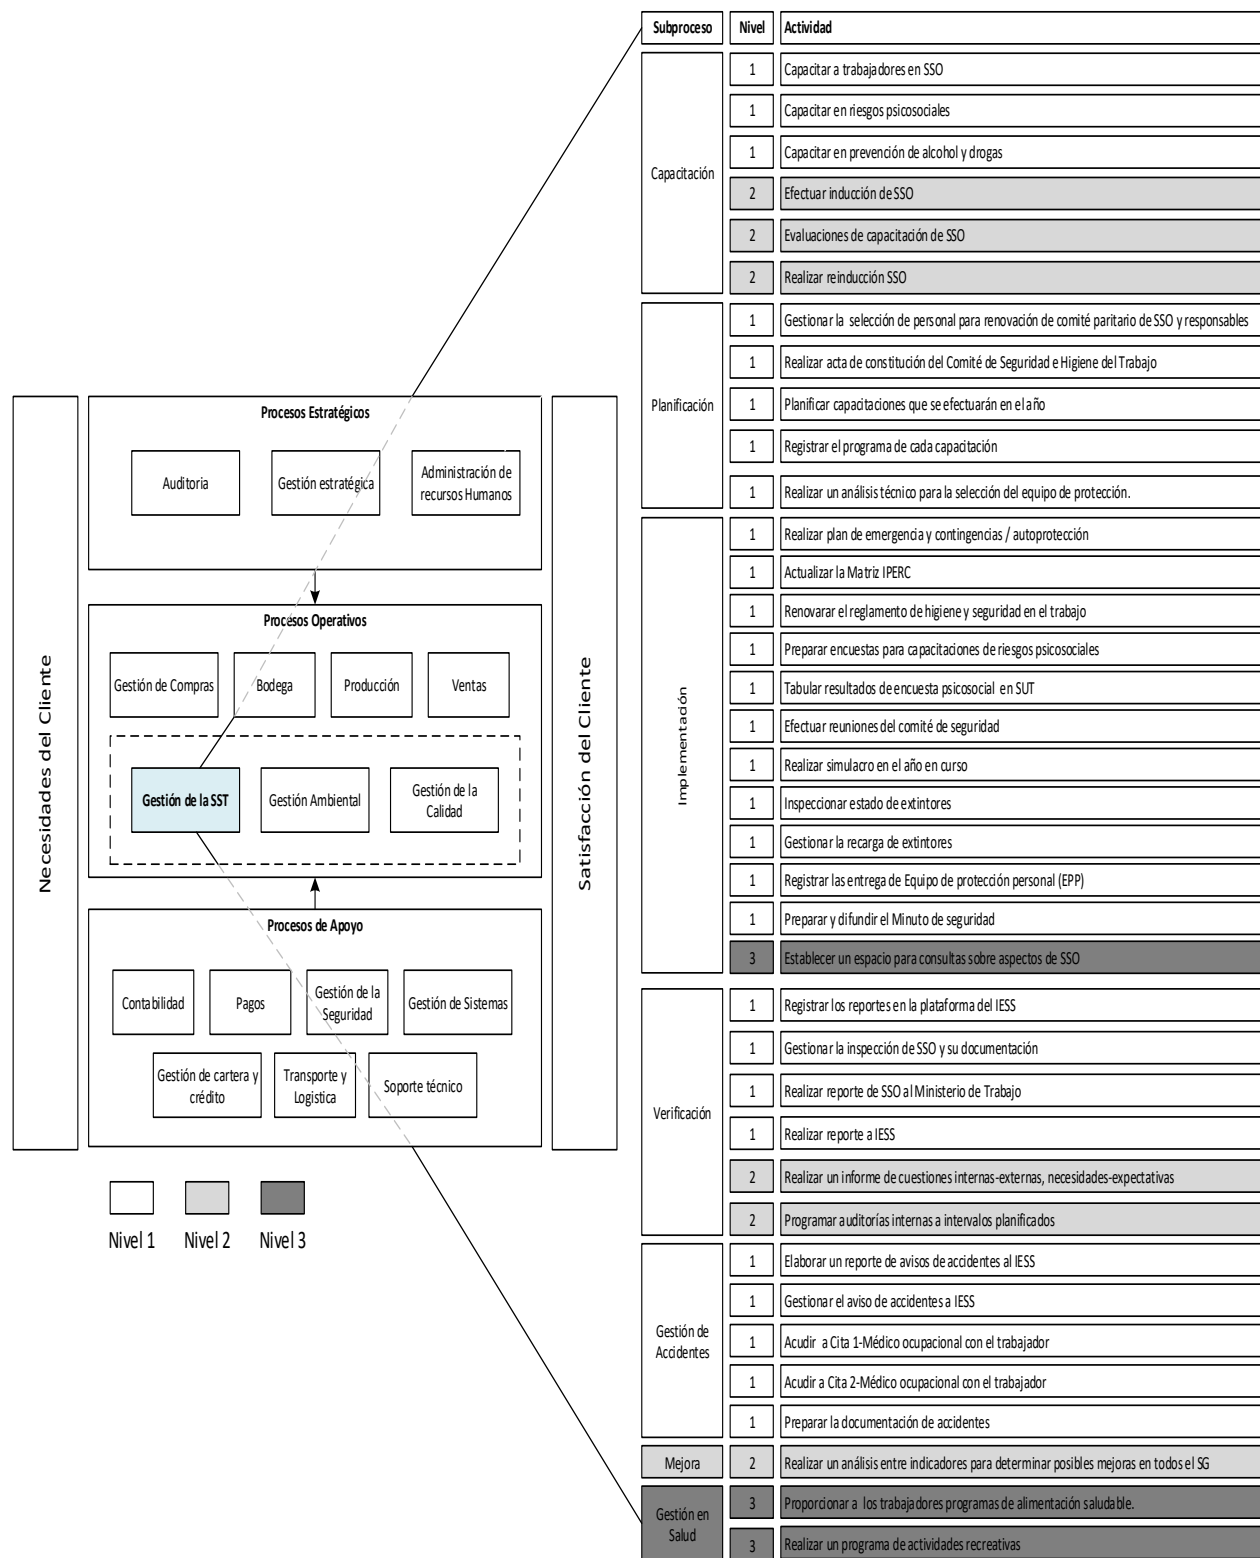 Necesidades del Cliente
Procesos Estratégicos
Auditoria
Gestión estratégica
Administración de
recursos Humanos
Procesos Operativos
Gestión de Compras
Bodega
Producción
Ventas
Gestión de la SST
Gestión Ambiental
Gestión de la
Calidad
Procesos de Apoyo
Contabilidad
Pagos
Gestión de la
Seguridad
Gestión de Sistemas
Gestión de cartera y
crédito
Transporte y
Logistica
Soporte técnico
Satisfacción del Cliente
Nivel 1
Nivel 2
Nivel 3
Subproceso Nivel Actividad
Capacitación
1 Capacitar a trabajadores en SSO
1 Capacitar en riesgos psicosociales
1 Capacitar en prevención de alcohol y drogas
2 Efectuar inducción de SSO
2 Evaluaciones de capacitación de SSO
2 Realizar reinducción SSO
Planificación
1 Gestionar la selección de personal para renovación de comité paritario de SSO y responsables
1 Realizar acta de constitución del Comité de Seguridad e Higiene del Trabajo
1 Planificar capacitaciones que se efectuarán en el año
1 Registrar el programa de cada capacitación
1 Realizar un análisis técnico para la selección del equipo de protección.
Implementación
1 Realizar plan de emergencia y contingencias / autoprotección
1 Actualizar la Matriz IPERC
1 Renovarar el reglamento de higiene y seguridad en el trabajo
1 Preparar encuestas para capacitaciones de riesgos psicosociales
1 Tabular resultados de encuesta psicosocial en SUT
1 Efectuar reuniones del comité de seguridad
1 Realizar simulacro en el año en curso
1 Inspeccionar estado de extintores
1 Gestionar la recarga de extintores
1 Registrar las entrega de Equipo de protección personal (EPP)
1 Preparar y difundir el Minuto de seguridad
3 Establecer un espacio para consultas sobre aspectos de SSO
Verificación
1 Registrar los reportes en la plataforma del IESS
1 Gestionar la inspección de SSO y su documentación
1 Realizar reporte de SSO al Ministerio de Trabajo
1 Realizar reporte a IESS
2 Realizar un informe de cuestiones internas-externas, necesidades-expectativas
2 Programar auditorías internas a intervalos planificados
Gestión de
Accidentes
1 Elaborar un reporte de avisos de accidentes al IESS
1 Gestionar el aviso de accidentes a IESS
1 Acudir a Cita 1-Médico ocupacional con el trabajador
1 Acudir a Cita 2-Médico ocupacional con el trabajador
1 Preparar la documentación de accidentes
Mejora
2 Realizar un análisis entre indicadores para determinar posibles mejoras en todos el SG
Gestión en
Salud
3 Proporcionar a los trabajadores programas de alimentación saludable.
3 Realizar un programa de actividades recreativas